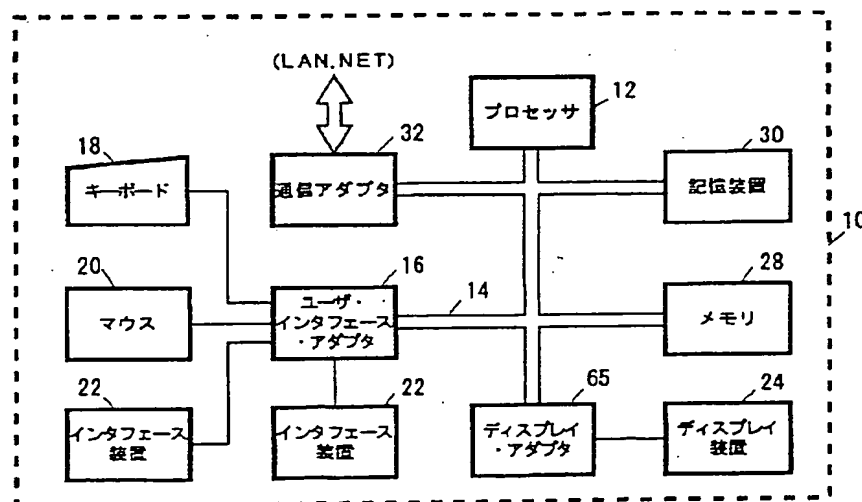 (LAN.NET)
プロセッサ
12
18
32
30
キーボード
通信アダプタ
記憶装置
10
20
16
28
マウス
ユーザ・
インタフェース
・アダプタ
14
メモリ
22
22
65
24
インタフェース
装置
インタフェース
装置
ディスプレイ
・アダプタ
ディスプレイ
装置